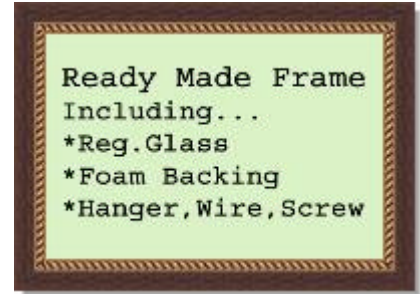 Ready Made Frame
Including...
*Reg.Glass
*Foam Backing
*Hanger,Wire,Screw